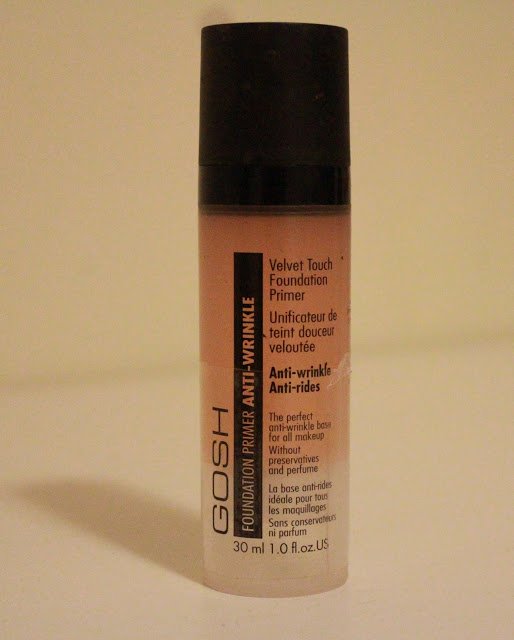 GOSH
FOUNDATION PRIMER ANTI-WRINKLE
Velvet Touch
Foundation
Primer
Unificateur de
teint douceur
veloutée
Anti-wrinkle
Anti-rides
The perfect
anti-wrinkle base
for all makeup
Without
preservatives
and perfume
La base anti-rides
idéale pour tous
les maquillages
Sans conservateurs
ni parfum
30 ml 1.0 fl.oz.US